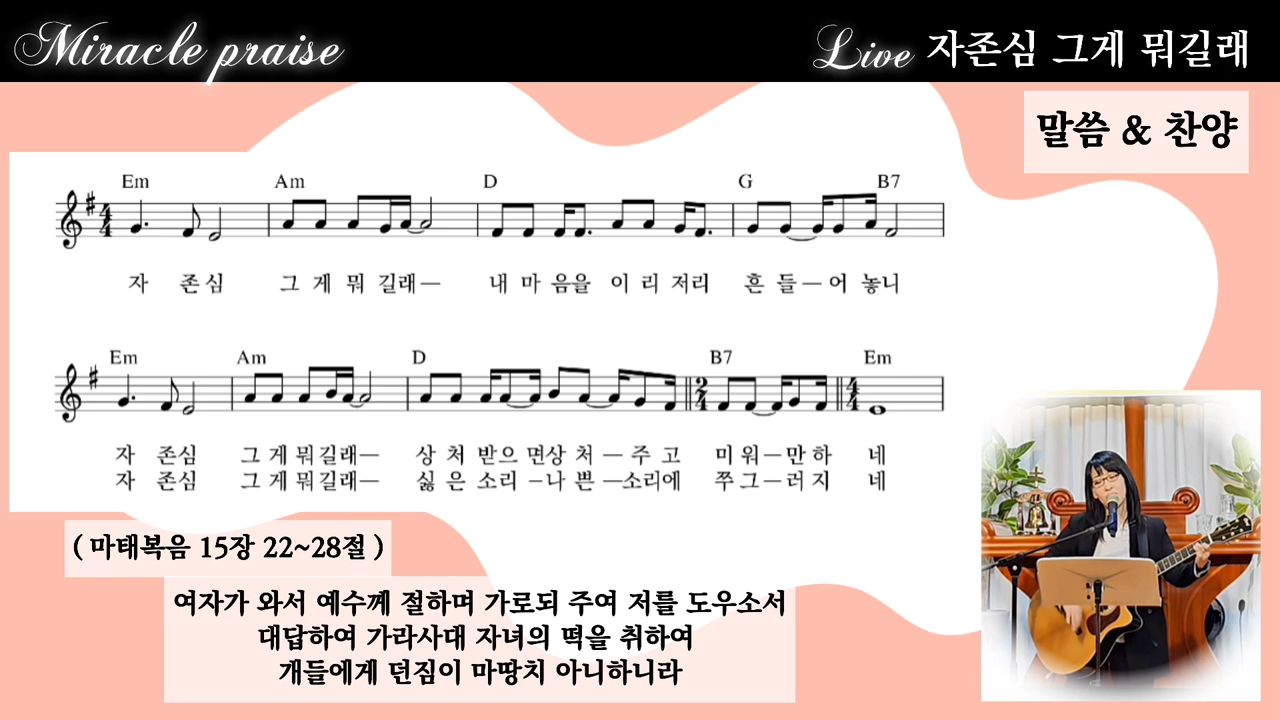 Miracle praise
Live 자존심 그게 뭐길래
말씀 & 찬양
Em Am D G B7
자 존심 그 게 뭐 길래— 내 마 음을 이 리 저리 흔 들—어 놓니
Em Am D B7 Em
자 존심 그 게 뭐길래— 상 처 받으 면상 처 —주 고 미 워—만 하 네
자 존심 그 게 뭐길래— 싫 은 소리 –나 쁜 —소리에 쭈 그—러 지 네
( 마태복음 15장 22~28절 )
여자가 와서 예수께 절하며 가로되 주여 저를 도우소서
대답하여 가라사대 자녀의 떡을 취하여
개들에게 던짐이 마땅치 아니하니라